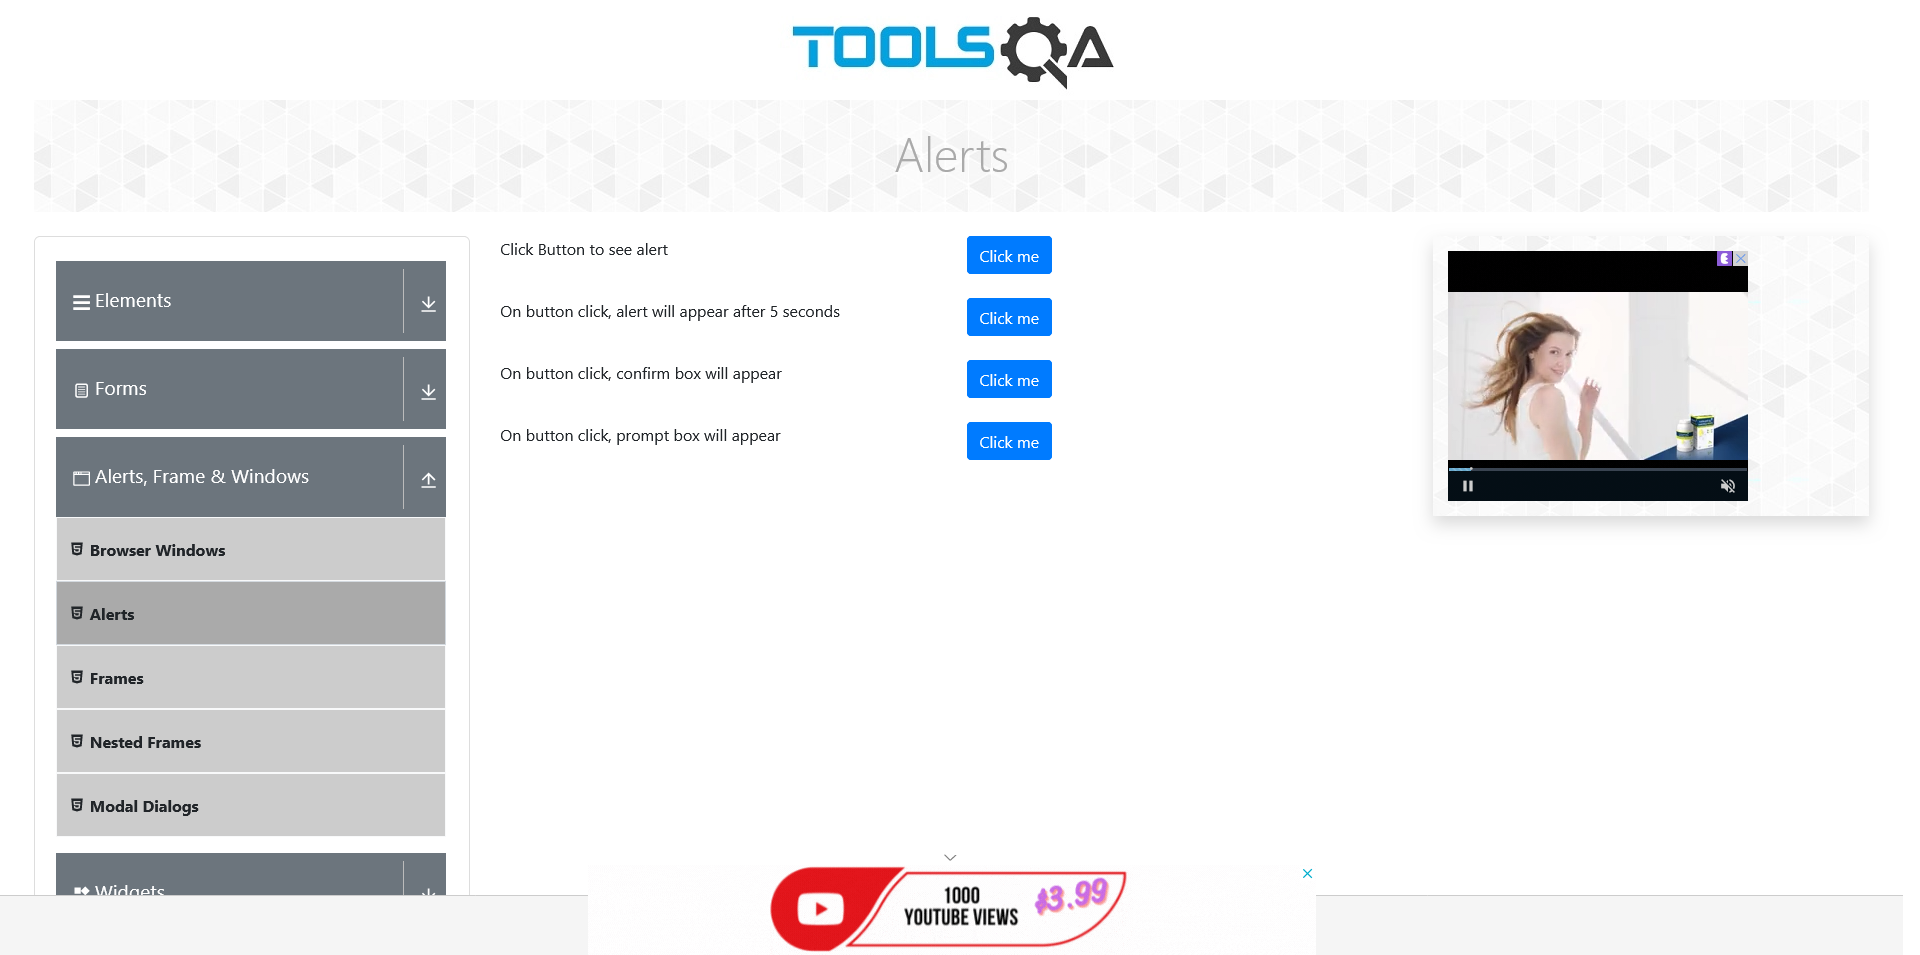 TOOLSQA
Alerts
Elements
Forms
Alerts, Frame & Windows
Browser Windows
Alerts
Frames
Nested Frames
Modal Dialogs
Widgets
Click Button to see alert
Click me
On button click, alert will appear after 5 seconds
Click me
On button click, confirm box will appear
Click me
On button click, prompt box will appear
Click me
1000
YOUTUBE VIEWS
$3.99